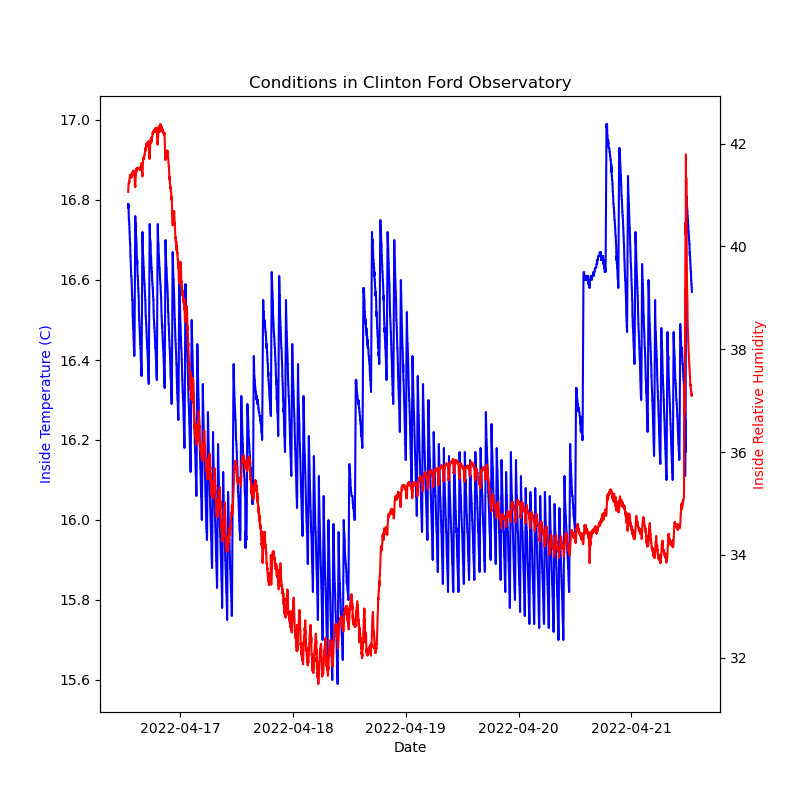 Conditions in Clinton Ford Observatory
17.0
16.8
16.6
16.4
16.2
16.0
15.8
15.6
Inside Temperature (C)
42
40
38
36
34
32
Inside Relative Humidity
2022-04-17 2022-04-18 2022-04-19 2022-04-20 2022-04-21
Date